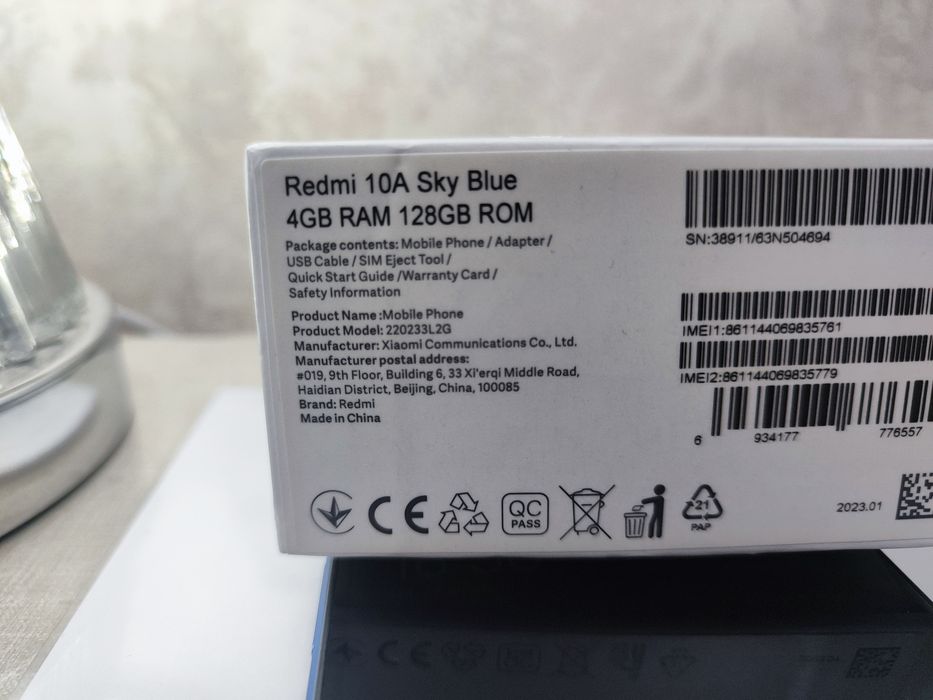 Redmi 10A Sky Blue
4GB RAM 128GB ROM
Package contents: Mobile Phone / Adapter /
USB Cable / SIM Eject Tool /
Quick Start Guide /Warranty Card /
Safety Information
Product Name :Mobile Phone
Product Model: 220233L2G
Manufacturer: Xiaomi Communications Co., Ltd.
Manufacturer postal address:
#019, 9th Floor, Building 6, 33 Xi'erqi Middle Road,
Haidian District, Beijing, China, 100085
Brand: Redmi
Made in China
SN:38911/63N504694
IMEI1:861144069835761
IMEI2:861144069835779
6 934177 776557
CE
QC
PASS
21
PAP
2023.01